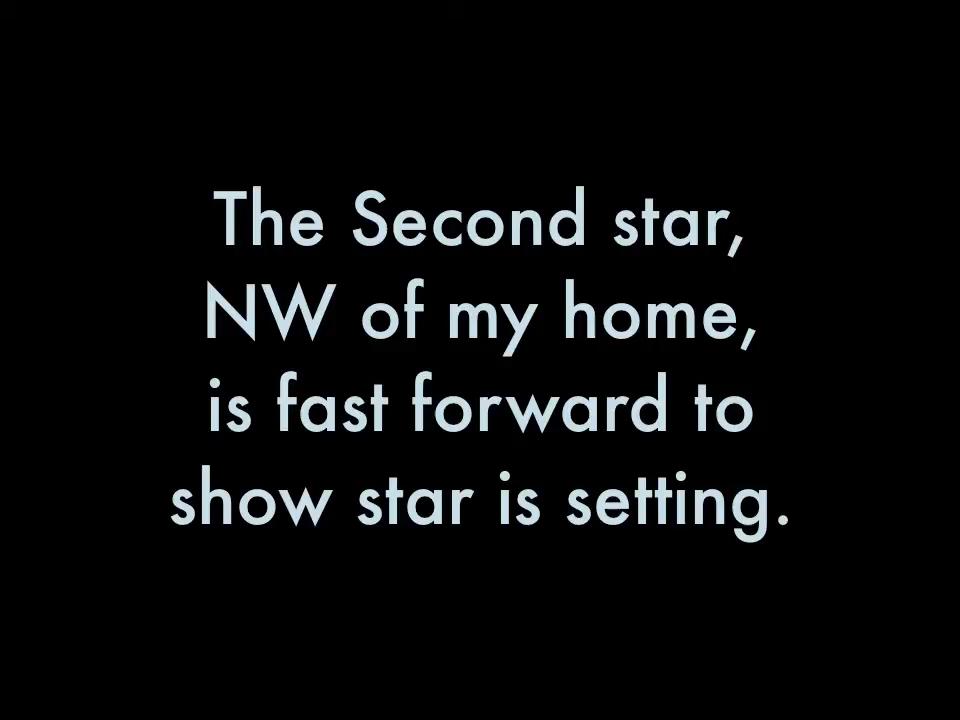 The Second star,
NW of my home,
is fast forward to
show star is setting.